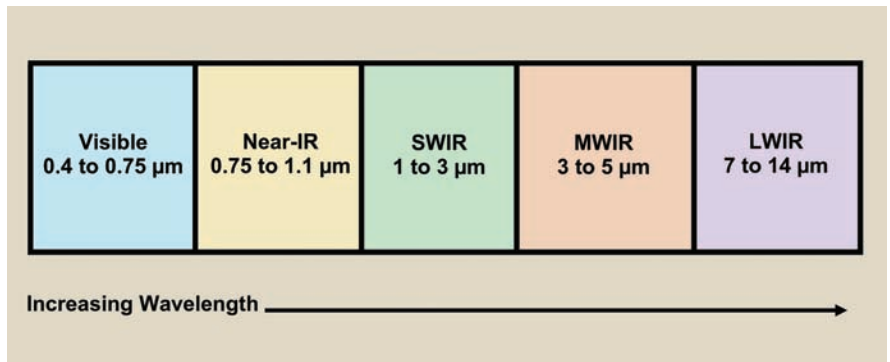 Visible
0.4 to 0.75 µm
Near-IR
0.75 to 1.1 µm
SWIR
1 to 3 µm
MWIR
3 to 5 µm
LWIR
7 to 14 µm
Increasing Wavelength